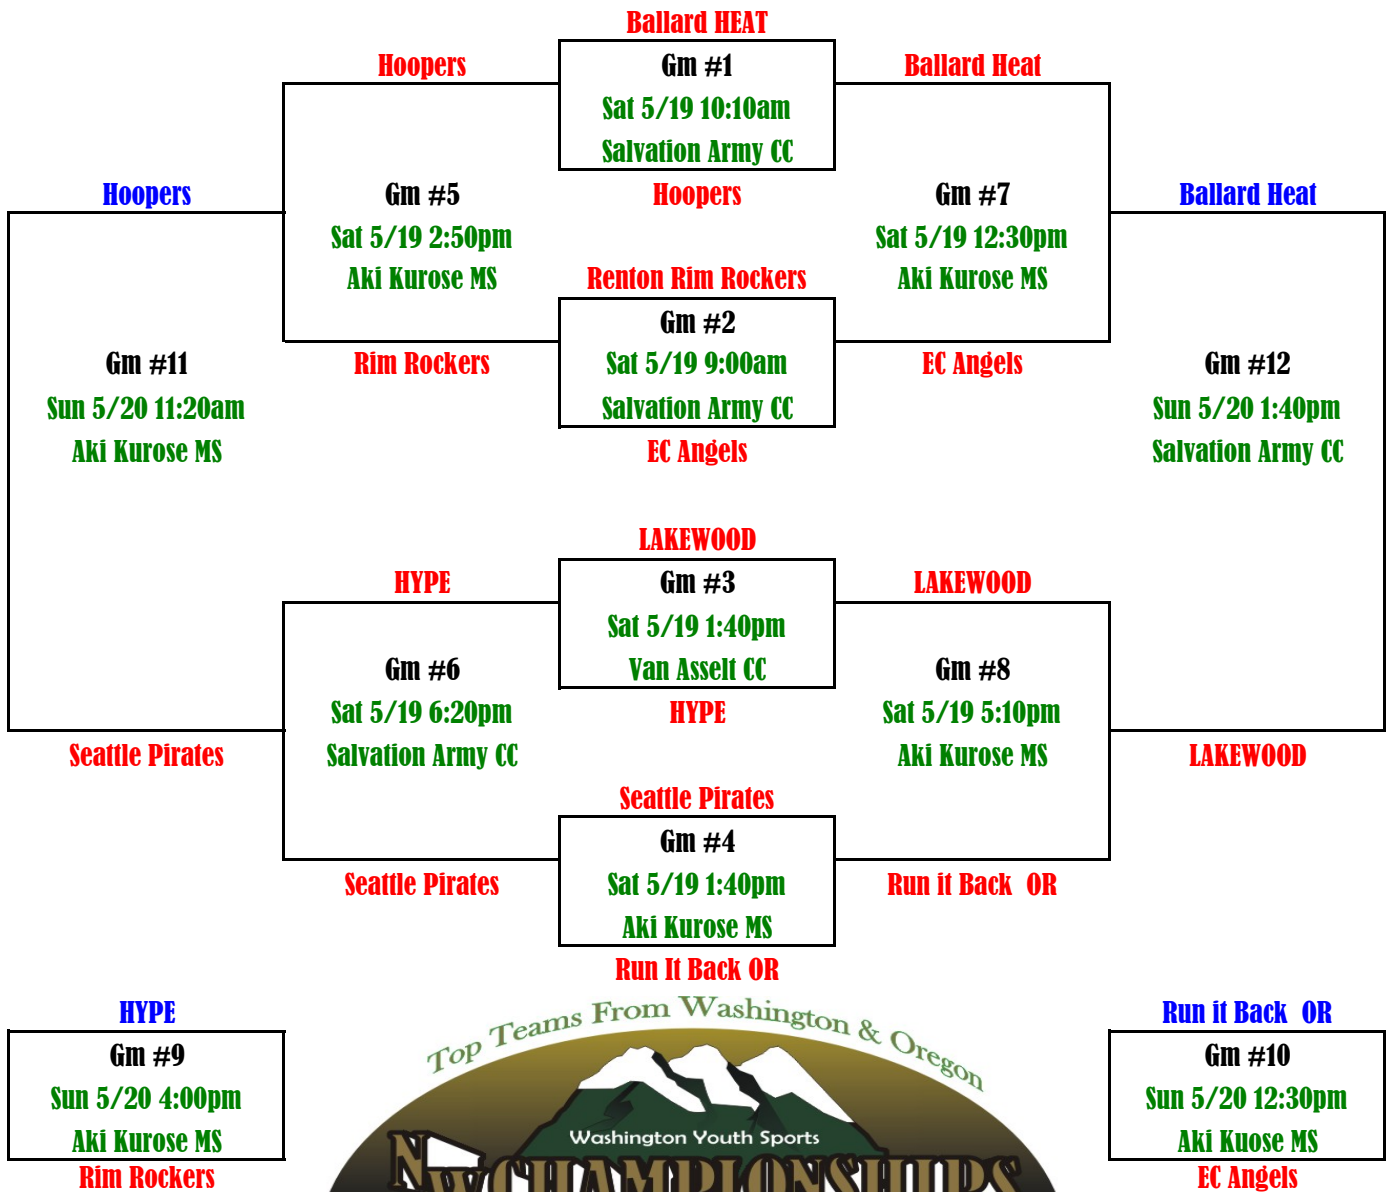 Ballard HEAT
Hoopers
Gm #1
Ballard Heat
Sat 5/19 10:10am
Salvation Army CC
Hoopers
Gm #5
Hoopers
Gm #7
Ballard Heat
Sat 5/19 2:50pm
Sat 5/19 12:30pm
Aki Kurose MS
Renton Rim Rockers
Aki Kurose MS
Gm #2
Gm #11
Rim Rockers
Sat 5/19 9:00am
EC Angels
Gm #12
Sun 5/20 11:20am
Salvation Army CC
Sun 5/20 1:40pm
Aki Kurose MS
EC Angels
Salvation Army CC
LAKEWOOD
HYPE
Gm #3
LAKEWOOD
Sat 5/19 1:40pm
Gm #6
Van Asselt CC
Gm #8
Sat 5/19 6:20pm
HYPE
Sat 5/19 5:10pm
Seattle Pirates
Salvation Army CC
Aki Kurose MS
LAKEWOOD
Seattle Pirates
Gm #4
Seattle Pirates
Sat 5/19 1:40pm
Run it Back OR
Aki Kurose MS
Run It Back OR
HYPE
Gm #9
Sun 5/20 4:00pm
Aki Kurose MS
Rim Rockers
Top Teams From Washington & Oregon
Washington Youth Sports
NW CHAMPIONSHIPS
Run it Back OR
Gm #10
Sun 5/20 12:30pm
Aki Kuose MS
EC Angels